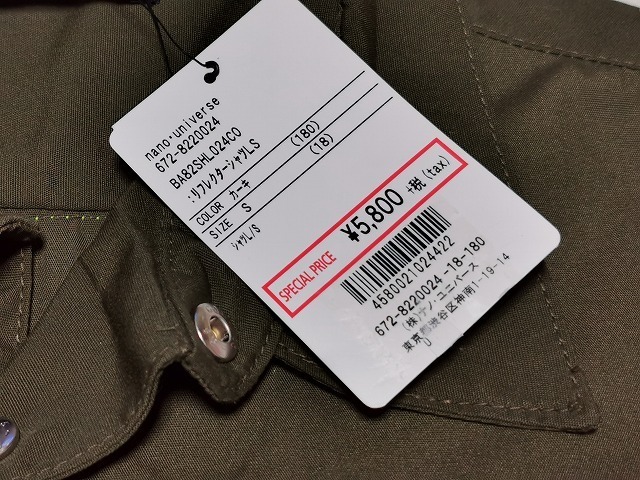 nano・universe
672-8220024
BA82SHL024CO
:リフレクターシャツLS
COLOR カーキ (180)
SIZE S (18)
シャツL/S
SPECIAL PRICE ¥5,800 +税(tax)
4580021024422
672-8220024-18-180
(株)ナノ・ユニバース
東京都渋谷区神南1-19-14